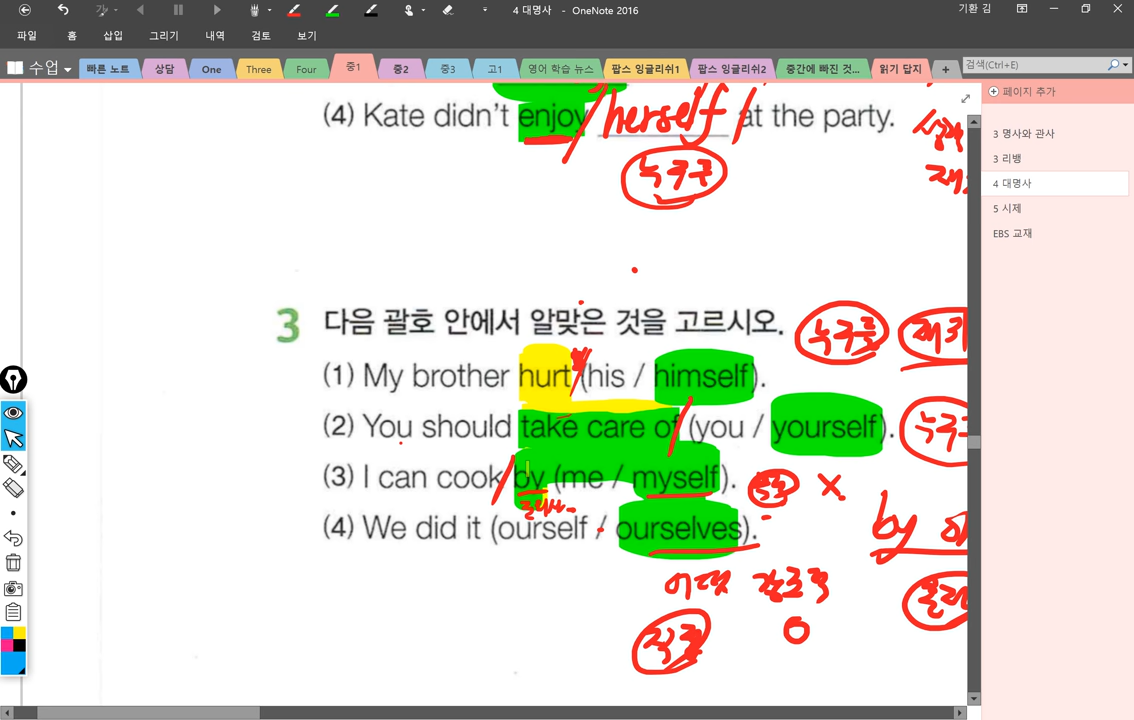 4 대명사 - OneNote 2016
기환 김
파일 홈 삽입 그리기 내역 검토 보기
수업 빠른 노트 상담 One Three Four 중1 중2 중3 고1 영어 학습 뉴스 팝스 잉글리쉬1 팝스 잉글리쉬2 중간에 빠진 것... 읽기 답지 + 검색(Ctrl+E)
페이지 추가
3 명사와 관사
3 리뱅
4 대명사
5 시제
EBS 교재
(4) Kate didn't enjoy herself at the party.
누구를
3 다음 괄호 안에서 알맞은 것을 고르시오.
누구를
(1) My brother hurt (his / himself).
(2) You should take care of (you / yourself).
(3) I can cook by (me / myself).
by
(4) We did it (ourself / ourselves).